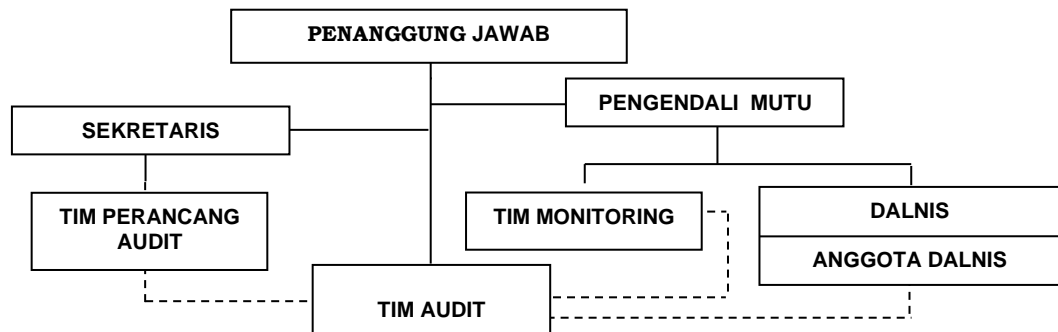 PENANGGUNG JAWAB
PENGENDALI MUTU
SEKRETARIS
TIM PERANCANG
AUDIT
TIM MONITORING
DALNIS
ANGGOTA DALNIS
TIM AUDIT